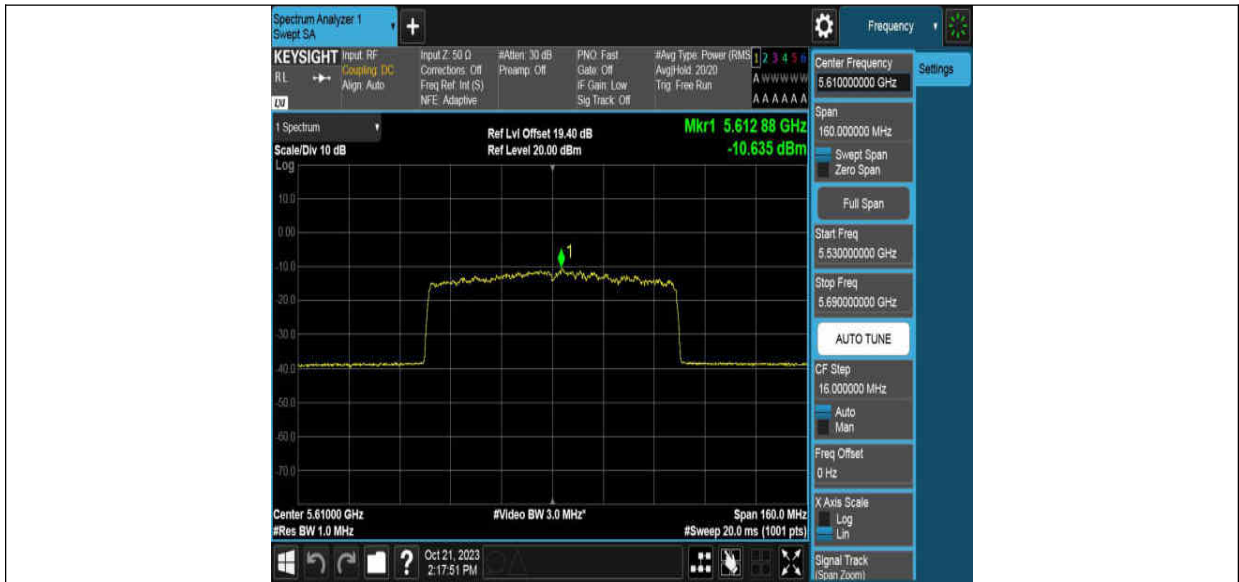 Spectrum Analyzer 1
Swept SA
+
Frequency
KEYSIGHT
RL
Input: RF
Coupling: DC
Align: Auto
Input Z: 50 Ω
Corrections: Off
Freq Ref: Int (S)
NFE: Adaptive
#Atten: 30 dB
Preamp: Off
PNO: Fast
Gate: Off
IF Gain: Low
Sig Track: Off
#Avg Type: Power (RMS
Avg|Hold: 20/20
Trig: Free Run
1 2 3 4 5 6
A W W W W W
A A A A A A
1 Spectrum
Scale/Div 10 dB
Ref Lvl Offset 19.40 dB
Ref Level 20.00 dBm
Mkr1 5.612 88 GHz
-10.635 dBm
Log
10.0
0.00
-10.0
-20.0
-30.0
-40.0
-50.0
-60.0
-70.0
1
Center 5.61000 GHz
#Res BW 1.0 MHz
#Video BW 3.0 MHz*
Span 160.0 MHz
#Sweep 20.0 ms (1001 pts)
?
Oct 21, 2023
2:17:51 PM
Center Frequency
5.610000000 GHz
Settings
Span
160.000000 MHz
Swept Span
Zero Span
Full Span
Start Freq
5.530000000 GHz
Stop Freq
5.690000000 GHz
AUTO TUNE
CF Step
16.000000 MHz
Auto
Man
Freq Offset
0 Hz
X Axis Scale
Log
Lin
Signal Track
(Span Zoom)